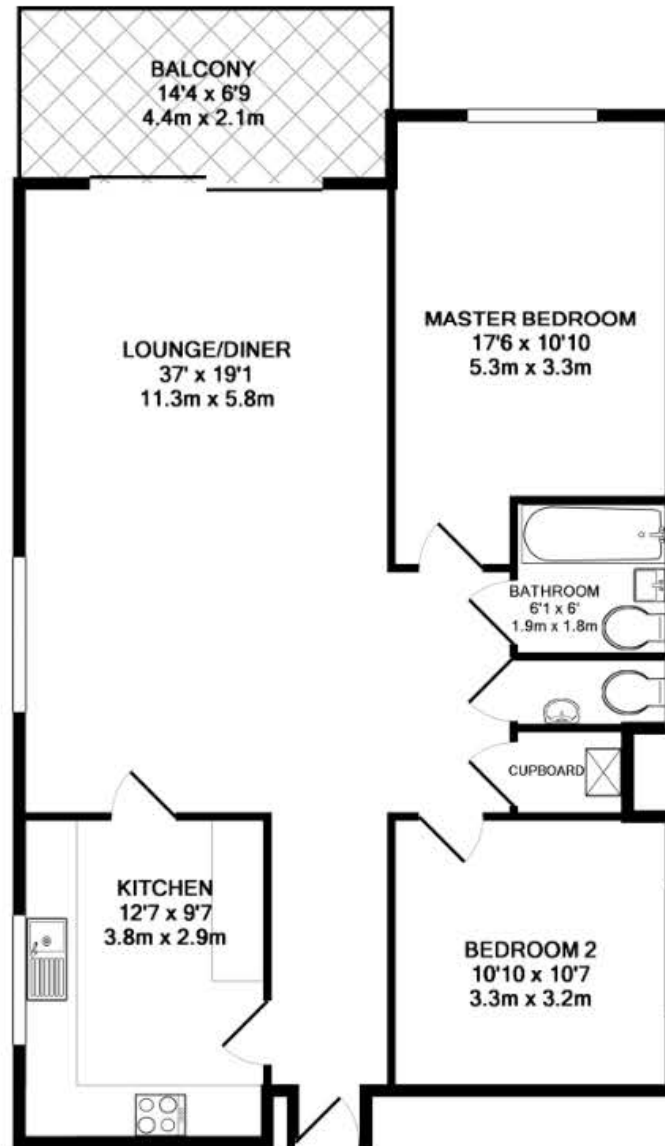 BALCONY
14'4 x 6'9
4.4m x 2.1m
MASTER BEDROOM
17'6 x 10'10
5.3m x 3.3m
LOUNGE/DINER
37' x 19'1
11.3m x 5.8m
BATHROOM
6'1 x 6'
1.9m x 1.8m
CUPBOARD
KITCHEN
12'7 x 9'7
3.8m x 2.9m
BEDROOM 2
10'10 x 10'7
3.3m x 3.2m